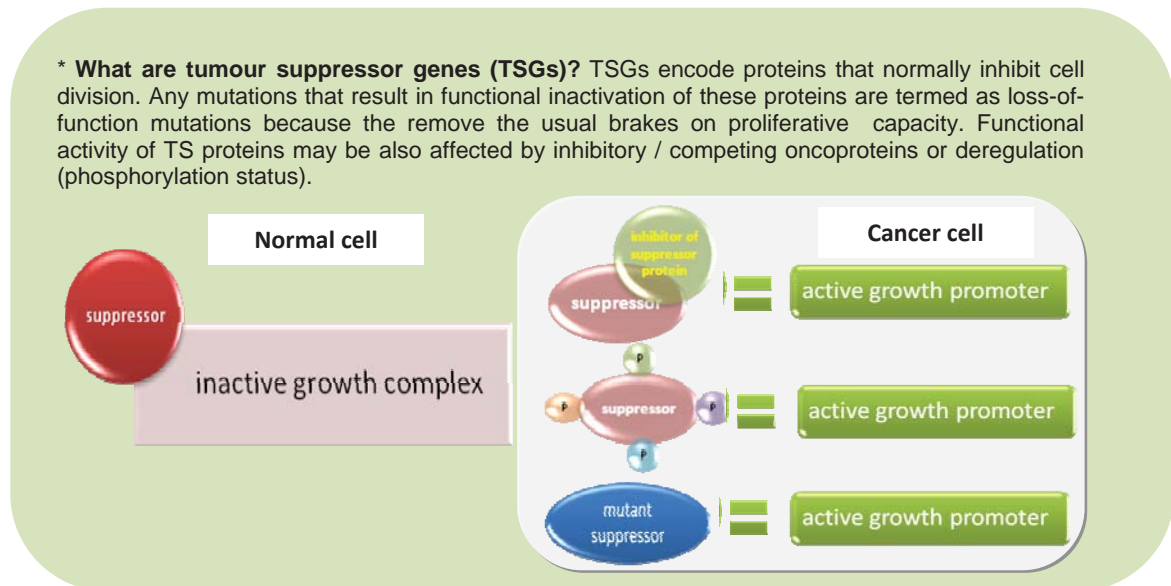 * What are tumour suppressor genes (TSGs)? TSGs encode proteins that normally inhibit cell
division. Any mutations that result in functional inactivation of these proteins are termed as loss-of-
function mutations because the remove the usual brakes on proliferative capacity. Functional
activity of TS proteins may be also affected by inhibitory / competing oncoproteins or deregulation
(phosphorylation status).
Normal cell
suppressor
inactive growth complex
Cancer cell
inhibitor of
suppressor
protein
suppressor
=
active growth promoter
P
P
suppressor
P
P
=
active growth promoter
mutant
suppressor
=
active growth promoter